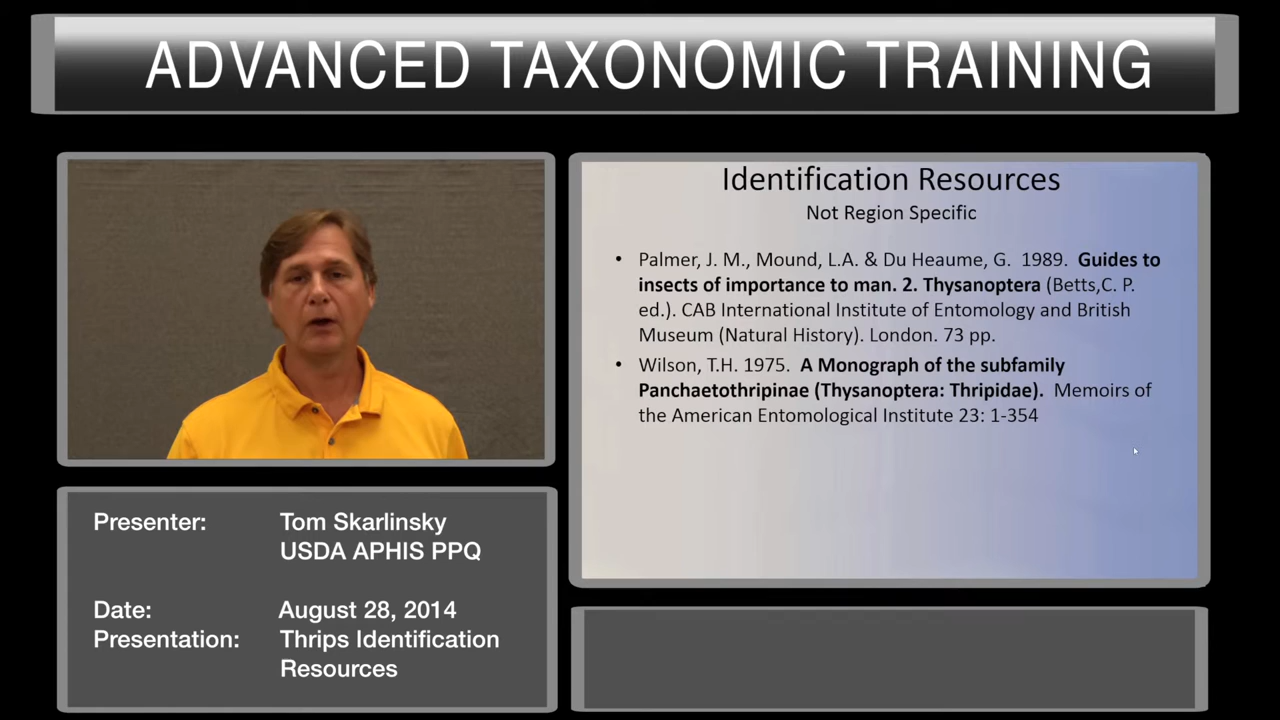 ADVANCED TAXONOMIC TRAINING
Identification Resources
Not Region Specific
• Palmer, J. M., Mound, L.A. & Du Heaume, G. 1989. Guides to
insects of importance to man. 2. Thysanoptera (Betts,C. P.
ed.). CAB International Institute of Entomology and British
Museum (Natural History). London. 73 pp.
• Wilson, T.H. 1975. A Monograph of the subfamily
Panchaetothripinae (Thysanoptera: Thripidae). Memoirs of
the American Entomological Institute 23: 1-354
Presenter: Tom Skarlinsky
USDA APHIS PPQ
Date: August 28, 2014
Presentation: Thrips Identification
Resources